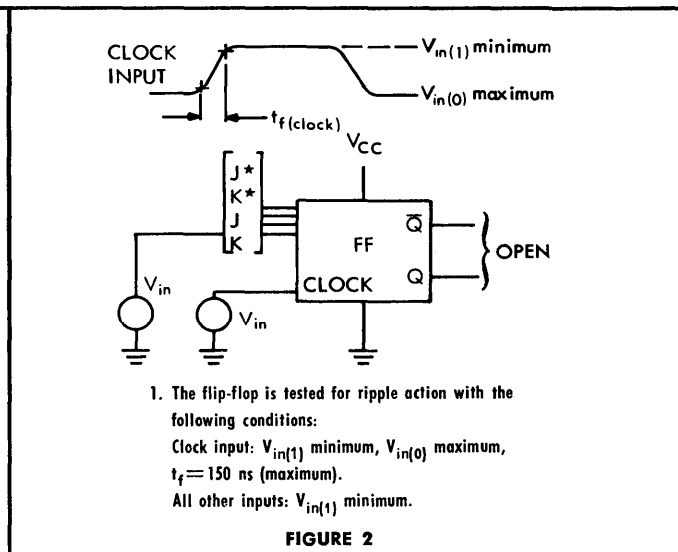 CLOCK
INPUT
V_in(1) minimum
V_in(0) maximum
t_f(clock)
V_CC
J*
K*
J
K
FF
Q̅
Q
OPEN
CLOCK
V_in
V_in
1. The flip-flop is tested for ripple action with the
following conditions:
Clock input: V_in(1) minimum, V_in(0) maximum,
t_f = 150 ns (maximum).
All other inputs: V_in(1) minimum.
FIGURE 2